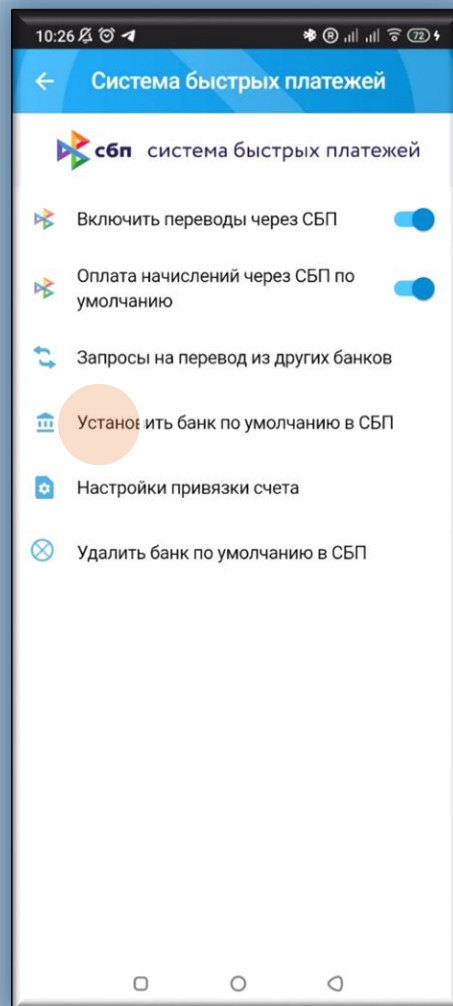 10:26
R
72
Система быстрых платежей
сбп система быстрых платежей
Включить переводы через СБП
Оплата начислений через СБП по
умолчанию
Запросы на перевод из других банков
Установить банк по умолчанию в СБП
Настройки привязки счета
Удалить банк по умолчанию в СБП